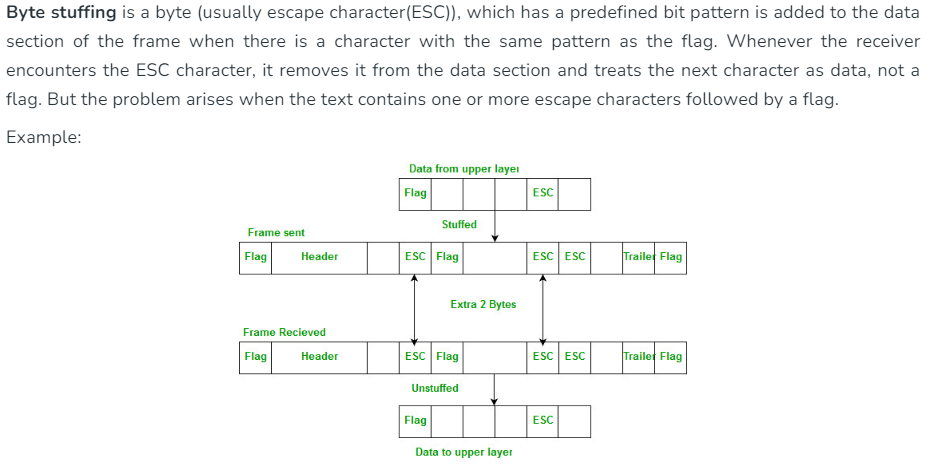 Byte stuffing is a byte (usually escape character(ESC)), which has a predefined bit pattern is added to the data
section of the frame when there is a character with the same pattern as the flag. Whenever the receiver
encounters the ESC character, it removes it from the data section and treats the next character as data, not a
flag. But the problem arises when the text contains one or more escape characters followed by a flag.
Example:
Data from upper layer
Flag ESC
Stuffed
Frame sent
Flag Header ESC Flag ESC ESC Trailer Flag
Extra 2 Bytes
Frame Recieved
Flag Header ESC Flag ESC ESC Trailer Flag
Unstuffed
Flag ESC
Data to upper layer